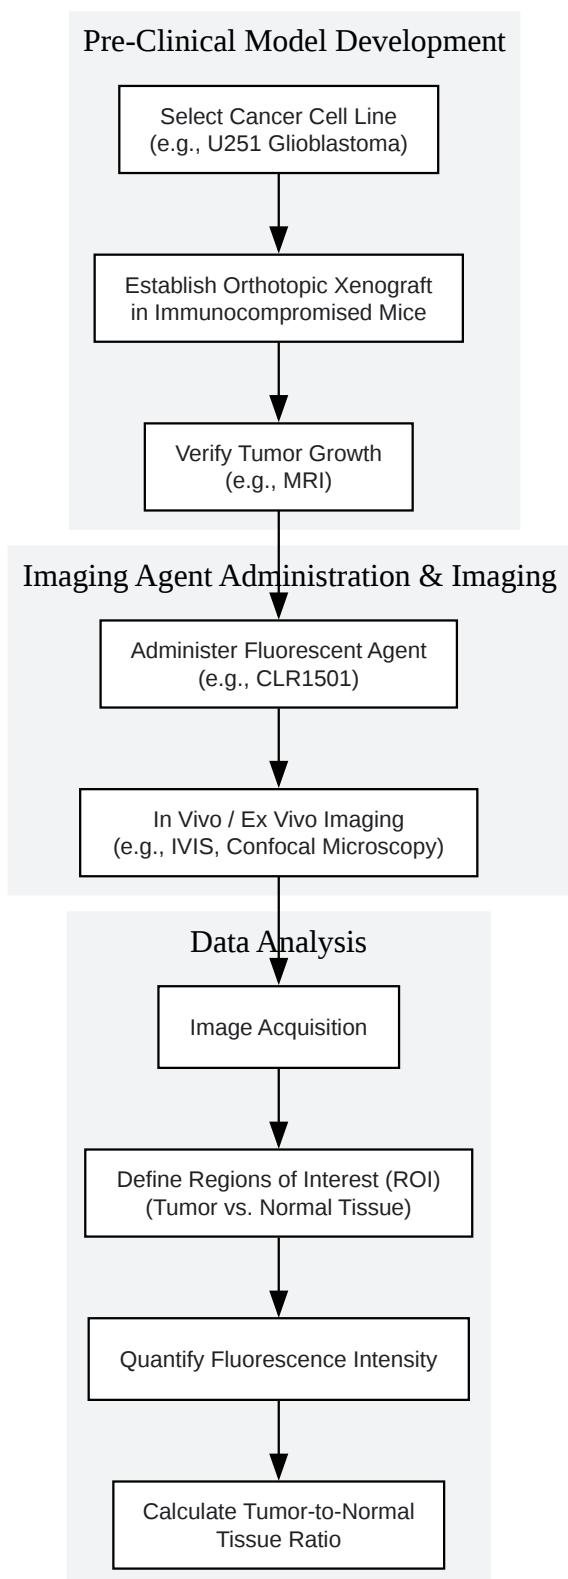 Pre-Clinical Model Development
Select Cancer Cell Line
(e.g., U251 Glioblastoma)
Establish Orthotopic Xenograft
in Immunocompromised Mice
Verify Tumor Growth
(e.g., MRI)
Imaging Agent Administration & Imaging
Administer Fluorescent Agent
(e.g., CLR1501)
In Vivo / Ex Vivo Imaging
(e.g., IVIS, Confocal Microscopy)
Data Analysis
Image Acquisition
Define Regions of Interest (ROI)
(Tumor vs. Normal Tissue)
Quantify Fluorescence Intensity
Calculate Tumor-to-Normal
Tissue Ratio